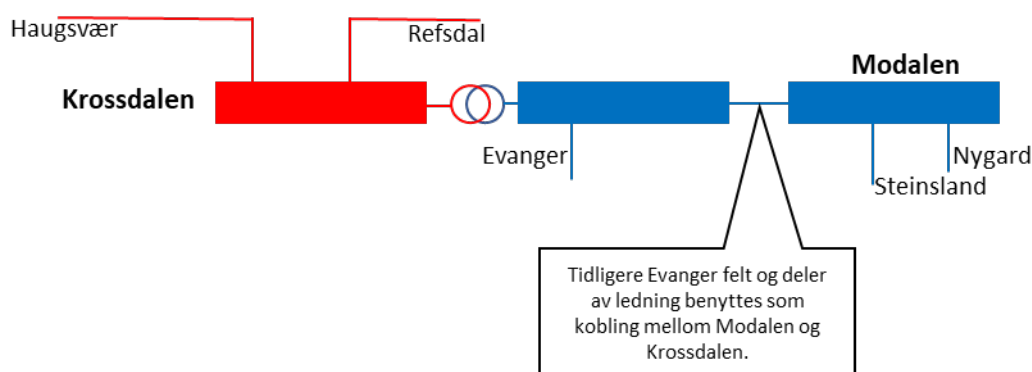 Haugsvær
Refsdal
Modalen
Krossdalen
Evanger
Nygard
Steinsland
Tidligere Evanger felt og deler
av ledning benyttes som
kobling mellom Modalen og
Krossdalen.